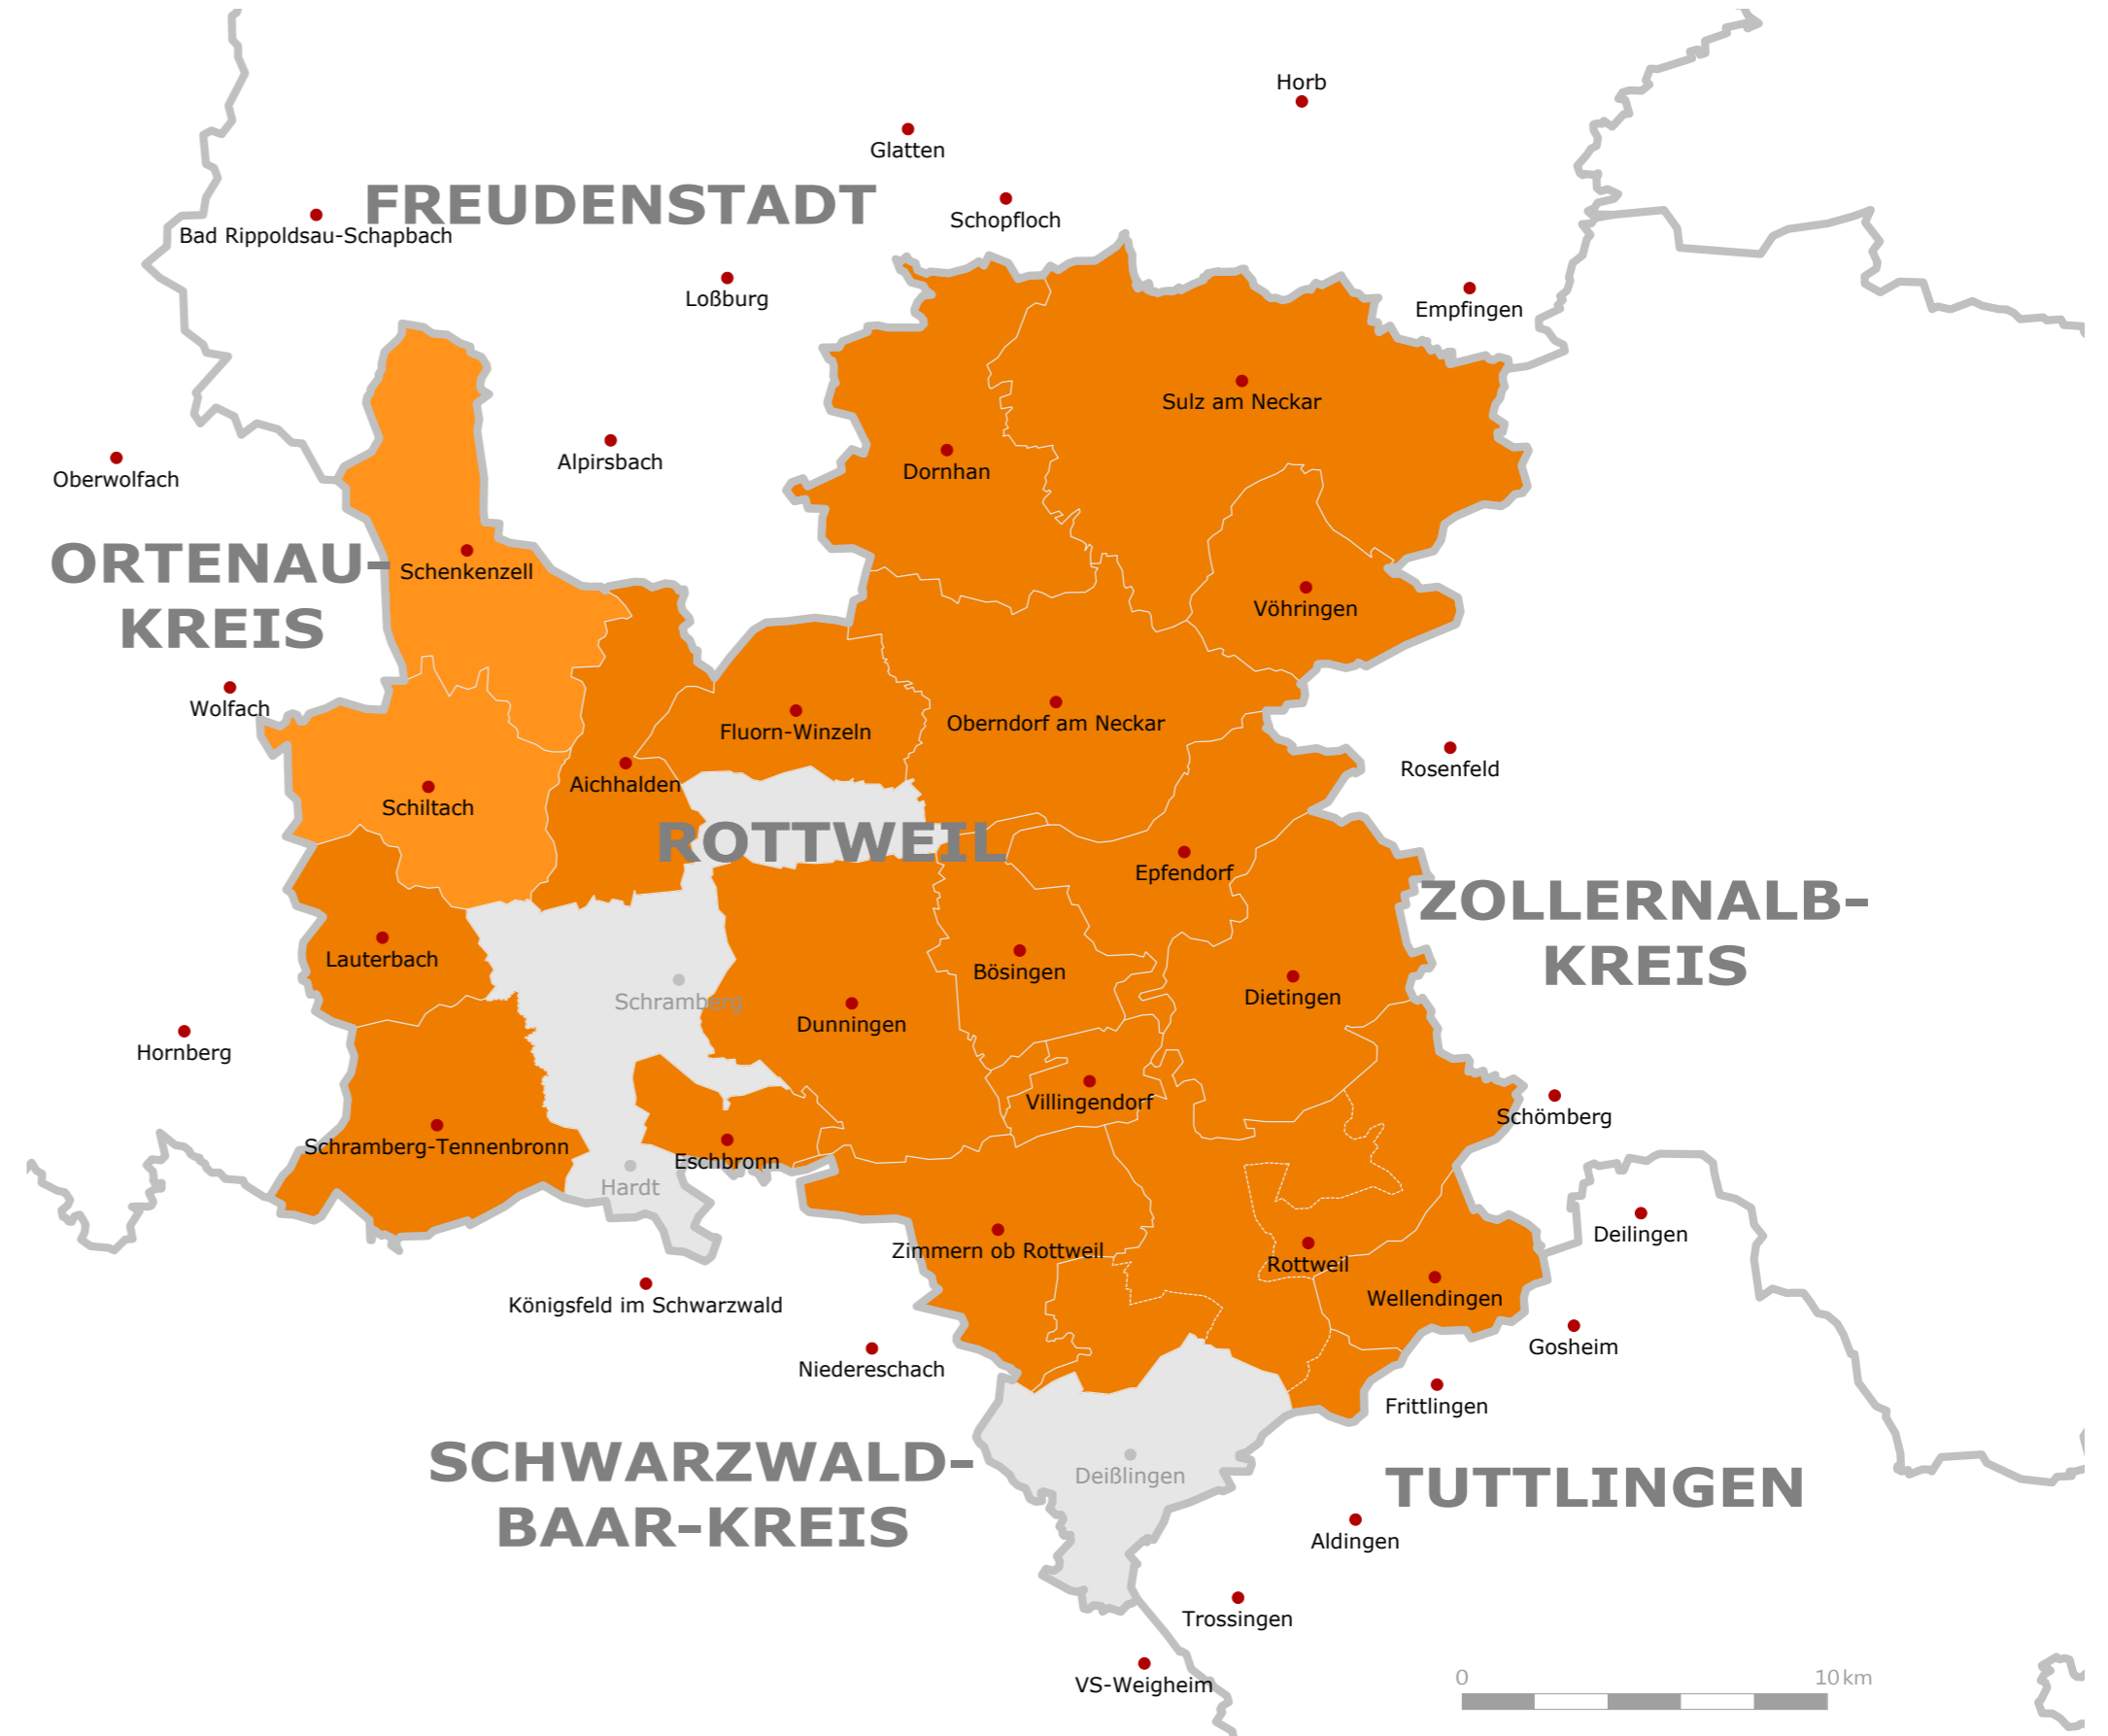 Horb
Glatten
FREUDENSTADT
Schopfloch
Bad Rippoldsau-Schapbach
Loßburg
Empfingen
Sulz am Neckar
Alpirsbach
Dornhan
Oberwolfach
ORTENAU-
KREIS
Schenkenzell
Vöhringen
Wolfach
Fluorn-Winzeln
Oberndorf am Neckar
Rosenfeld
Aichhalden
Schiltach
ROTTWEIL
Epfendorf
ZOLLERNALB-
KREIS
Lauterbach
Bösingen
Schramberg
Dietingen
Dunningen
Hornberg
Villingendorf
Schömberg
Schramberg-Tennenbronn
Eschbronn
Hardt
Deilingen
Zimmern ob Rottweil
Rottweil
Wellendingen
Königsfeld im Schwarzwald
Gosheim
Niedereschach
Frittlingen
SCHWARZWALD-
BAAR-KREIS
Deißlingen
TUTTLINGEN
Aldingen
Trossingen
VS-Weigheim
0 10 km